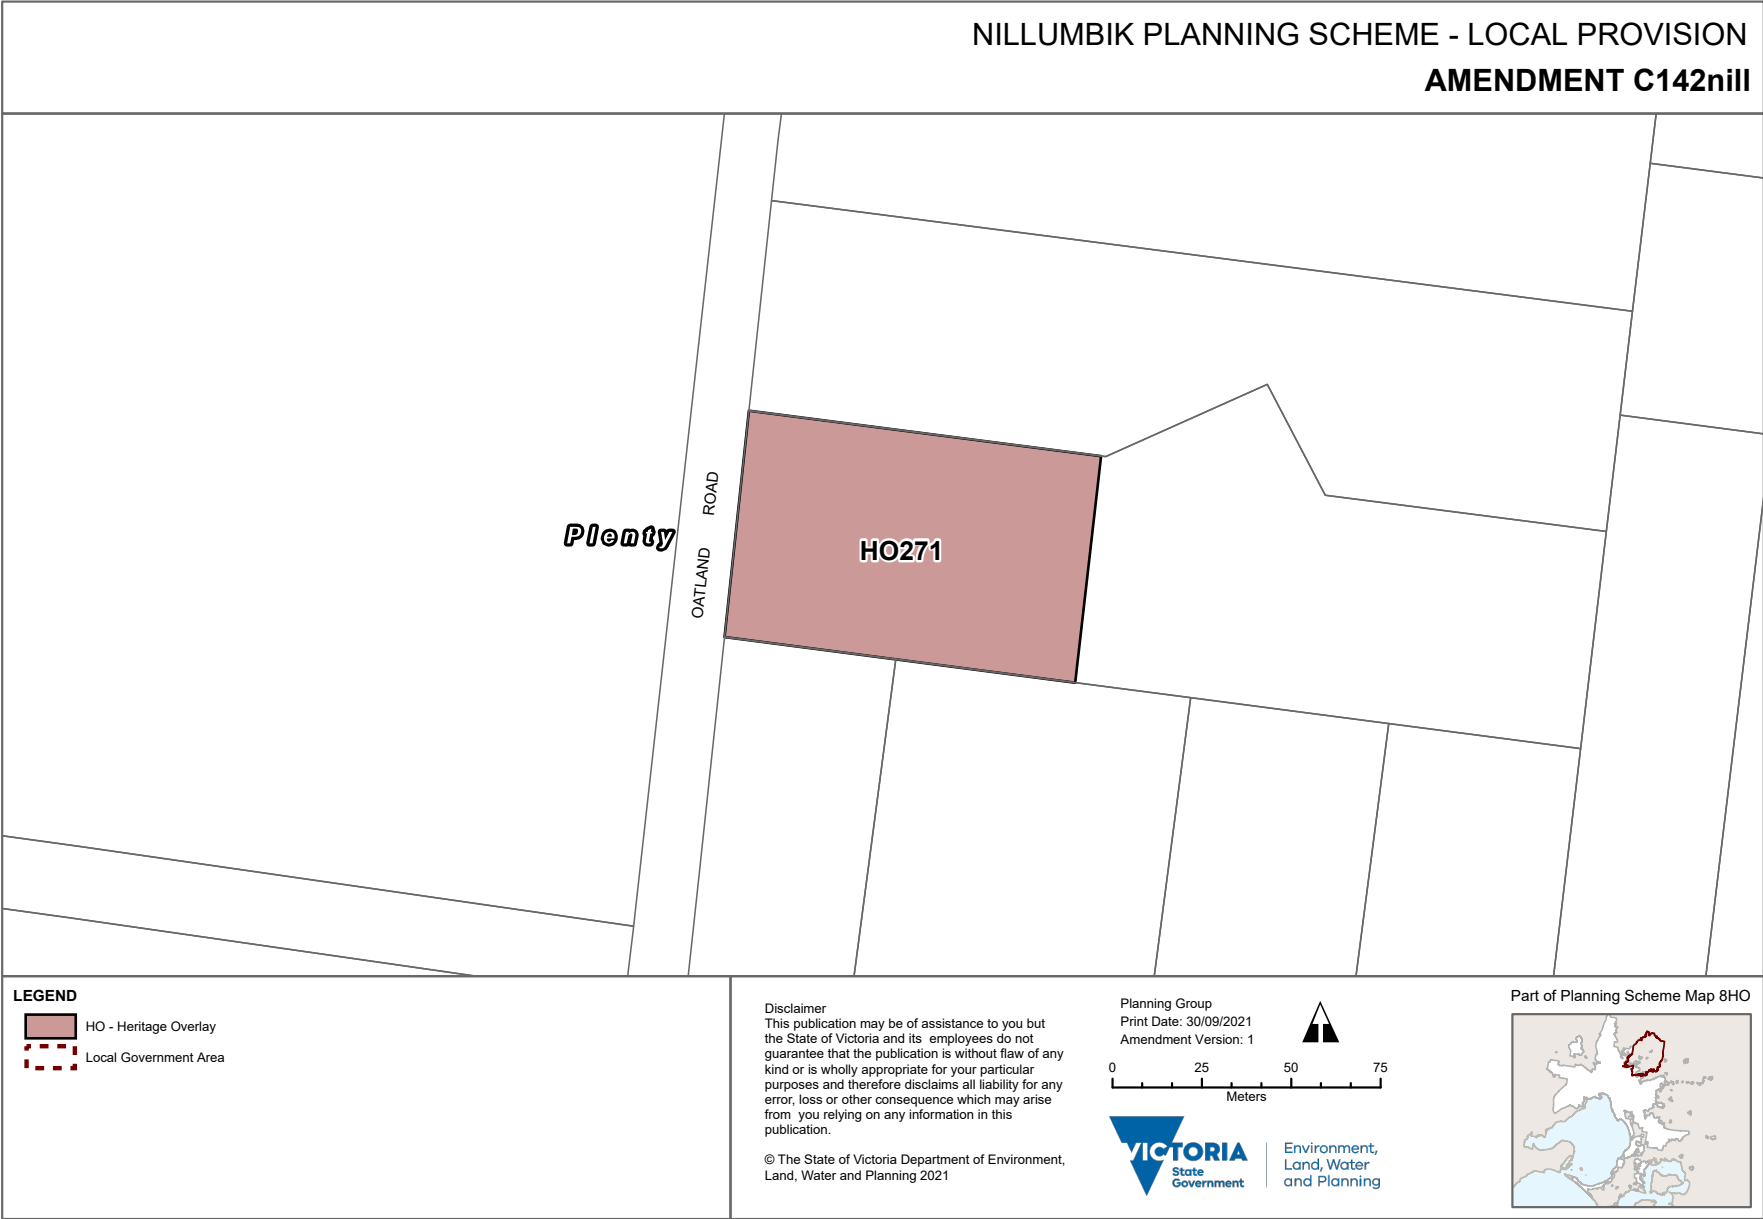 NILLUMBIK PLANNING SCHEME - LOCAL PROVISION
AMENDMENT C142nill
Plenty
OATLAND ROAD
HO271
LEGEND
HO - Heritage Overlay
Local Government Area
Disclaimer
This publication may be of assistance to you but
the State of Victoria and its employees do not
guarantee that the publication is without flaw of any
kind or is wholly appropriate for your particular
purposes and therefore disclaims all liability for any
error, loss or other consequence which may arise
from you relying on any information in this
publication.
© The State of Victoria Department of Environment,
Land, Water and Planning 2021
Planning Group
Print Date: 30/09/2021
Amendment Version: 1
0 25 50 75
Meters
VICTORIA
State
Government
Environment,
Land, Water
and Planning
Part of Planning Scheme Map 8HO